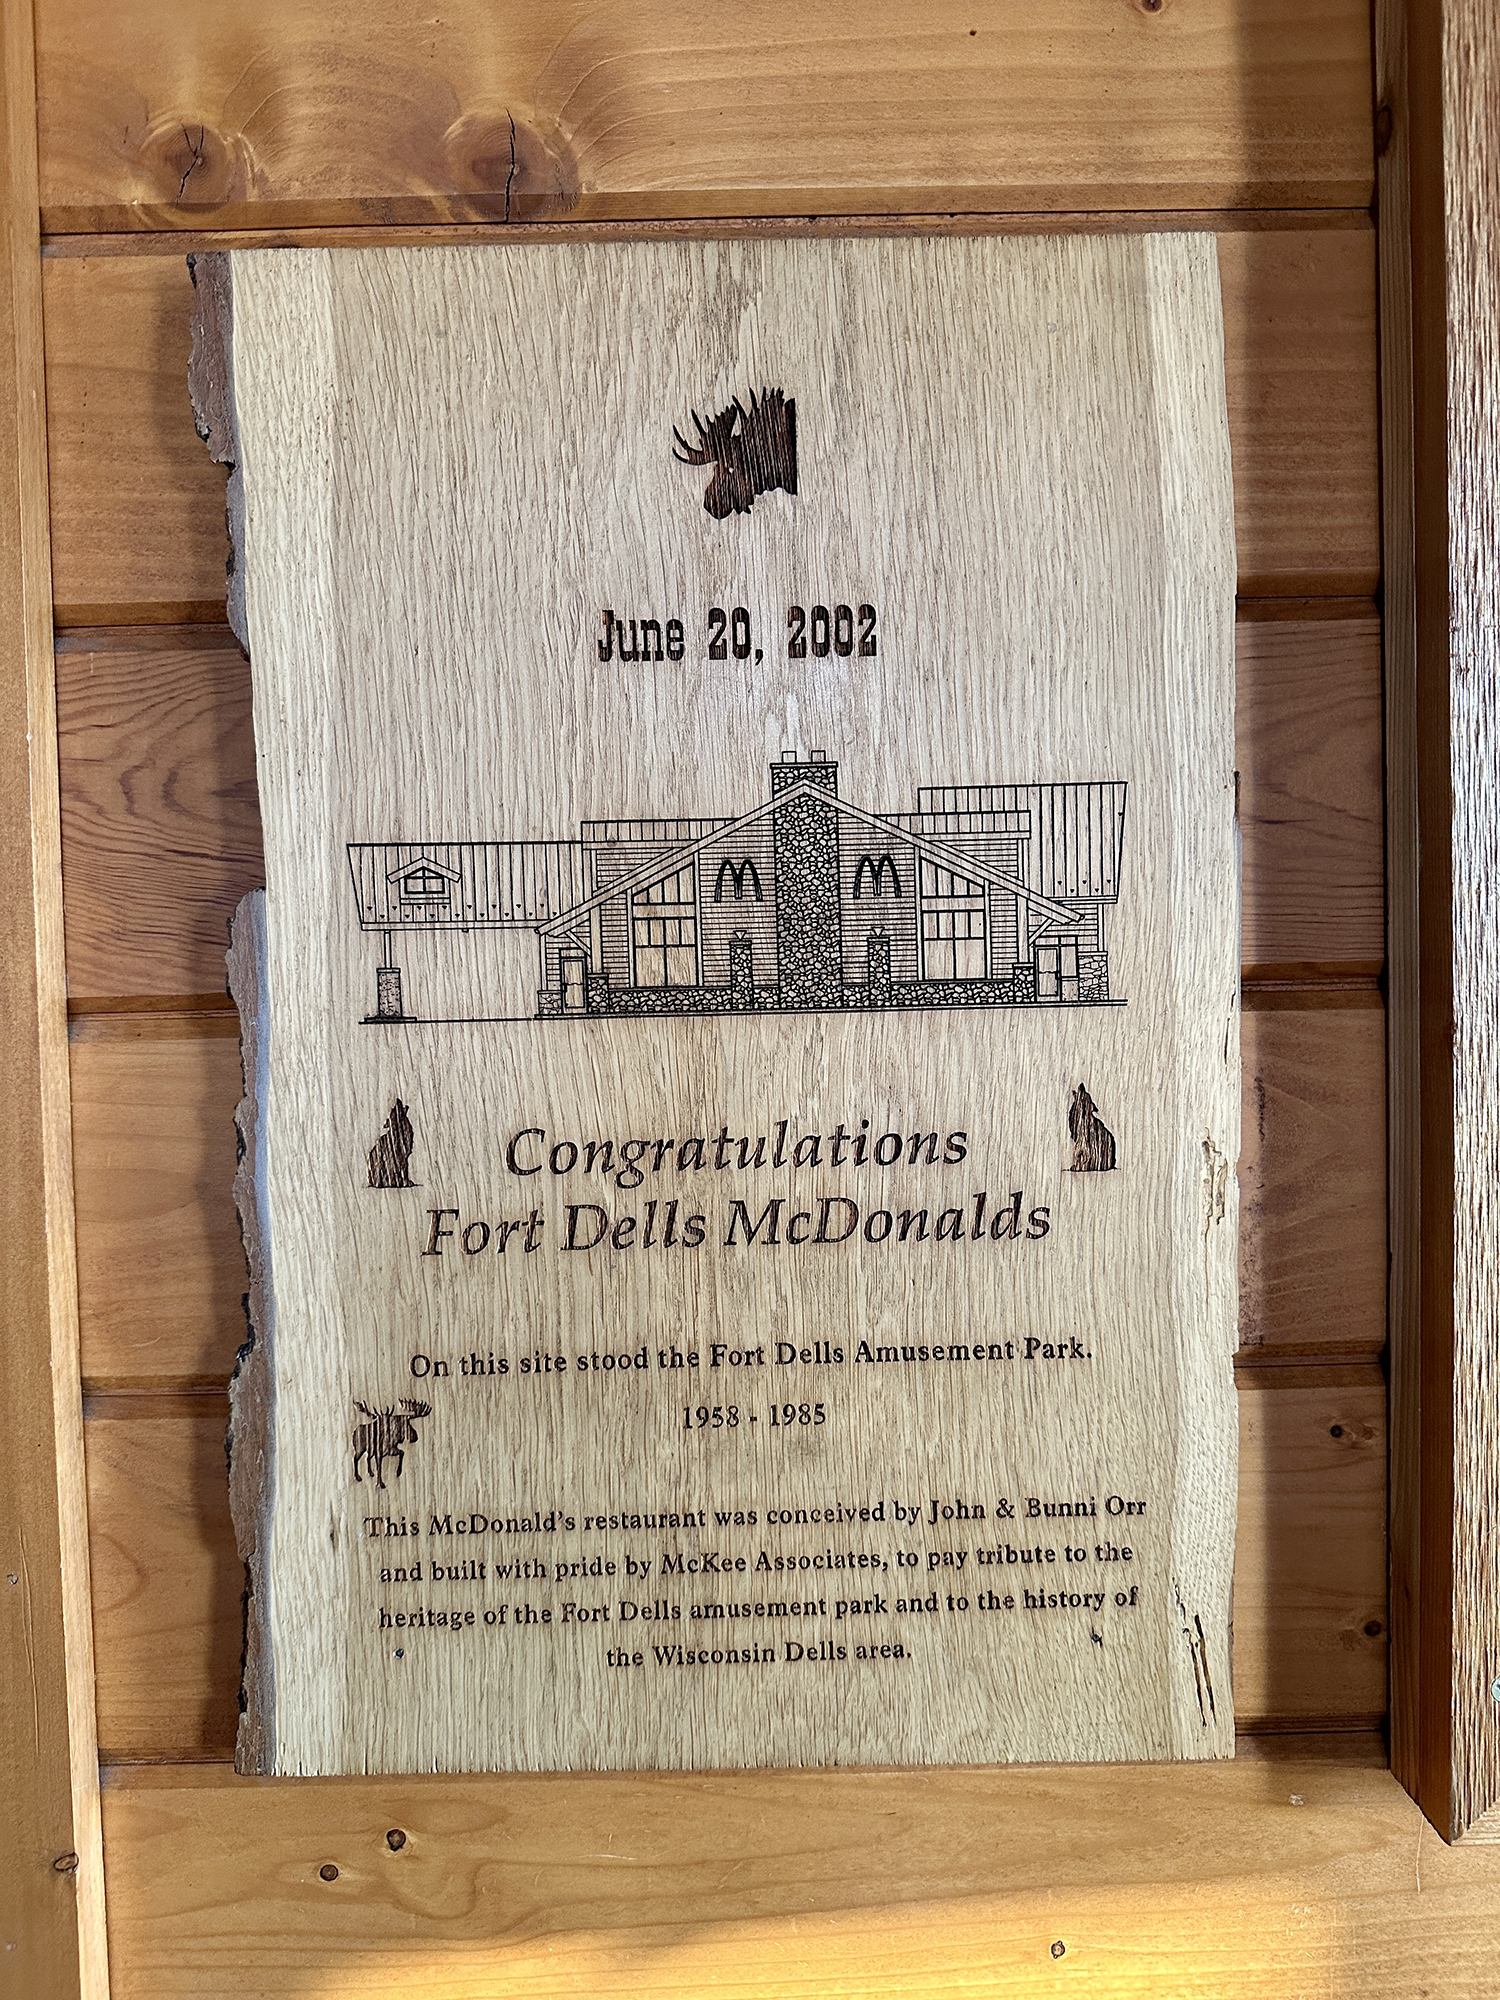 June 20, 2002
M M
Congratulations
Fort Dells McDonalds
On this site stood the Fort Dells Amusement Park.
1958 - 1985
This McDonald's restaurant was conceived by John & Bunni Orr
and built with pride by McKee Associates, to pay tribute to the
heritage of the Fort Dells amusement park and to the history of
the Wisconsin Dells area.